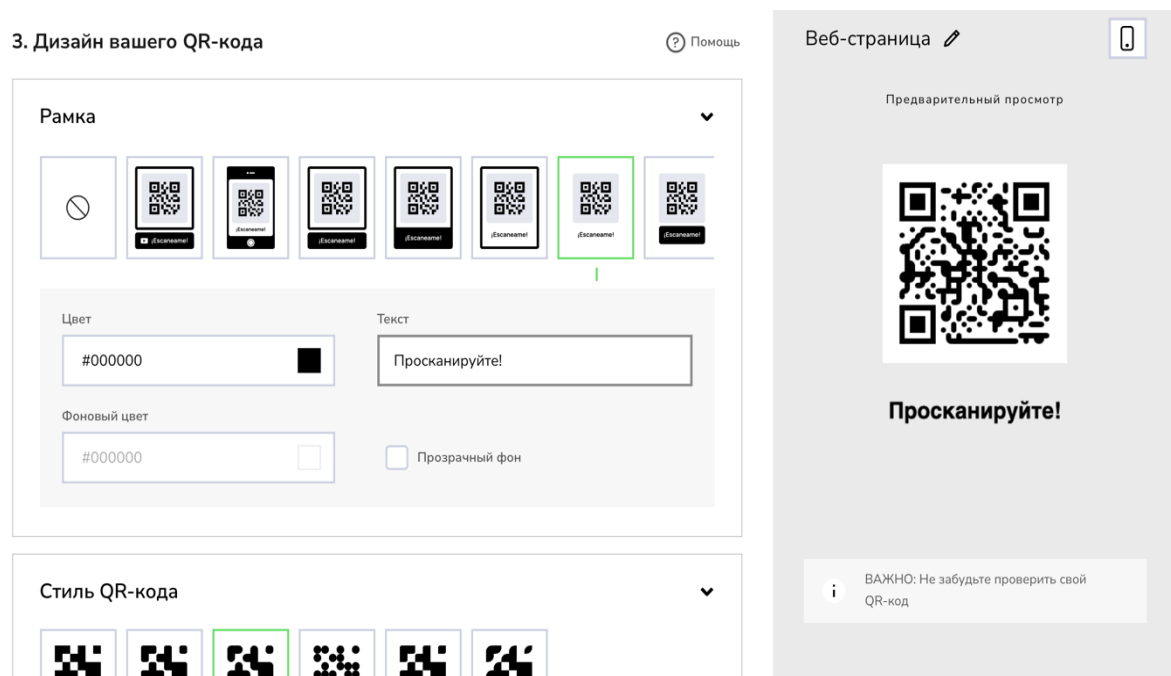 3. Дизайн вашего QR-кода
Помощь
Рамка
¡Escaneame!
¡Escaneame!
¡Escaneame!
¡Escaneame!
¡Escaneame!
¡Escaneame!
¡Escaneame!
Цвет
Текст
#000000
Просканируйте!
Фоновый цвет
#000000
Прозрачный фон
Стиль QR-кода
Веб-страница
Предварительный просмотр
Просканируйте!
ВАЖНО: Не забудьте проверить свой
QR-код